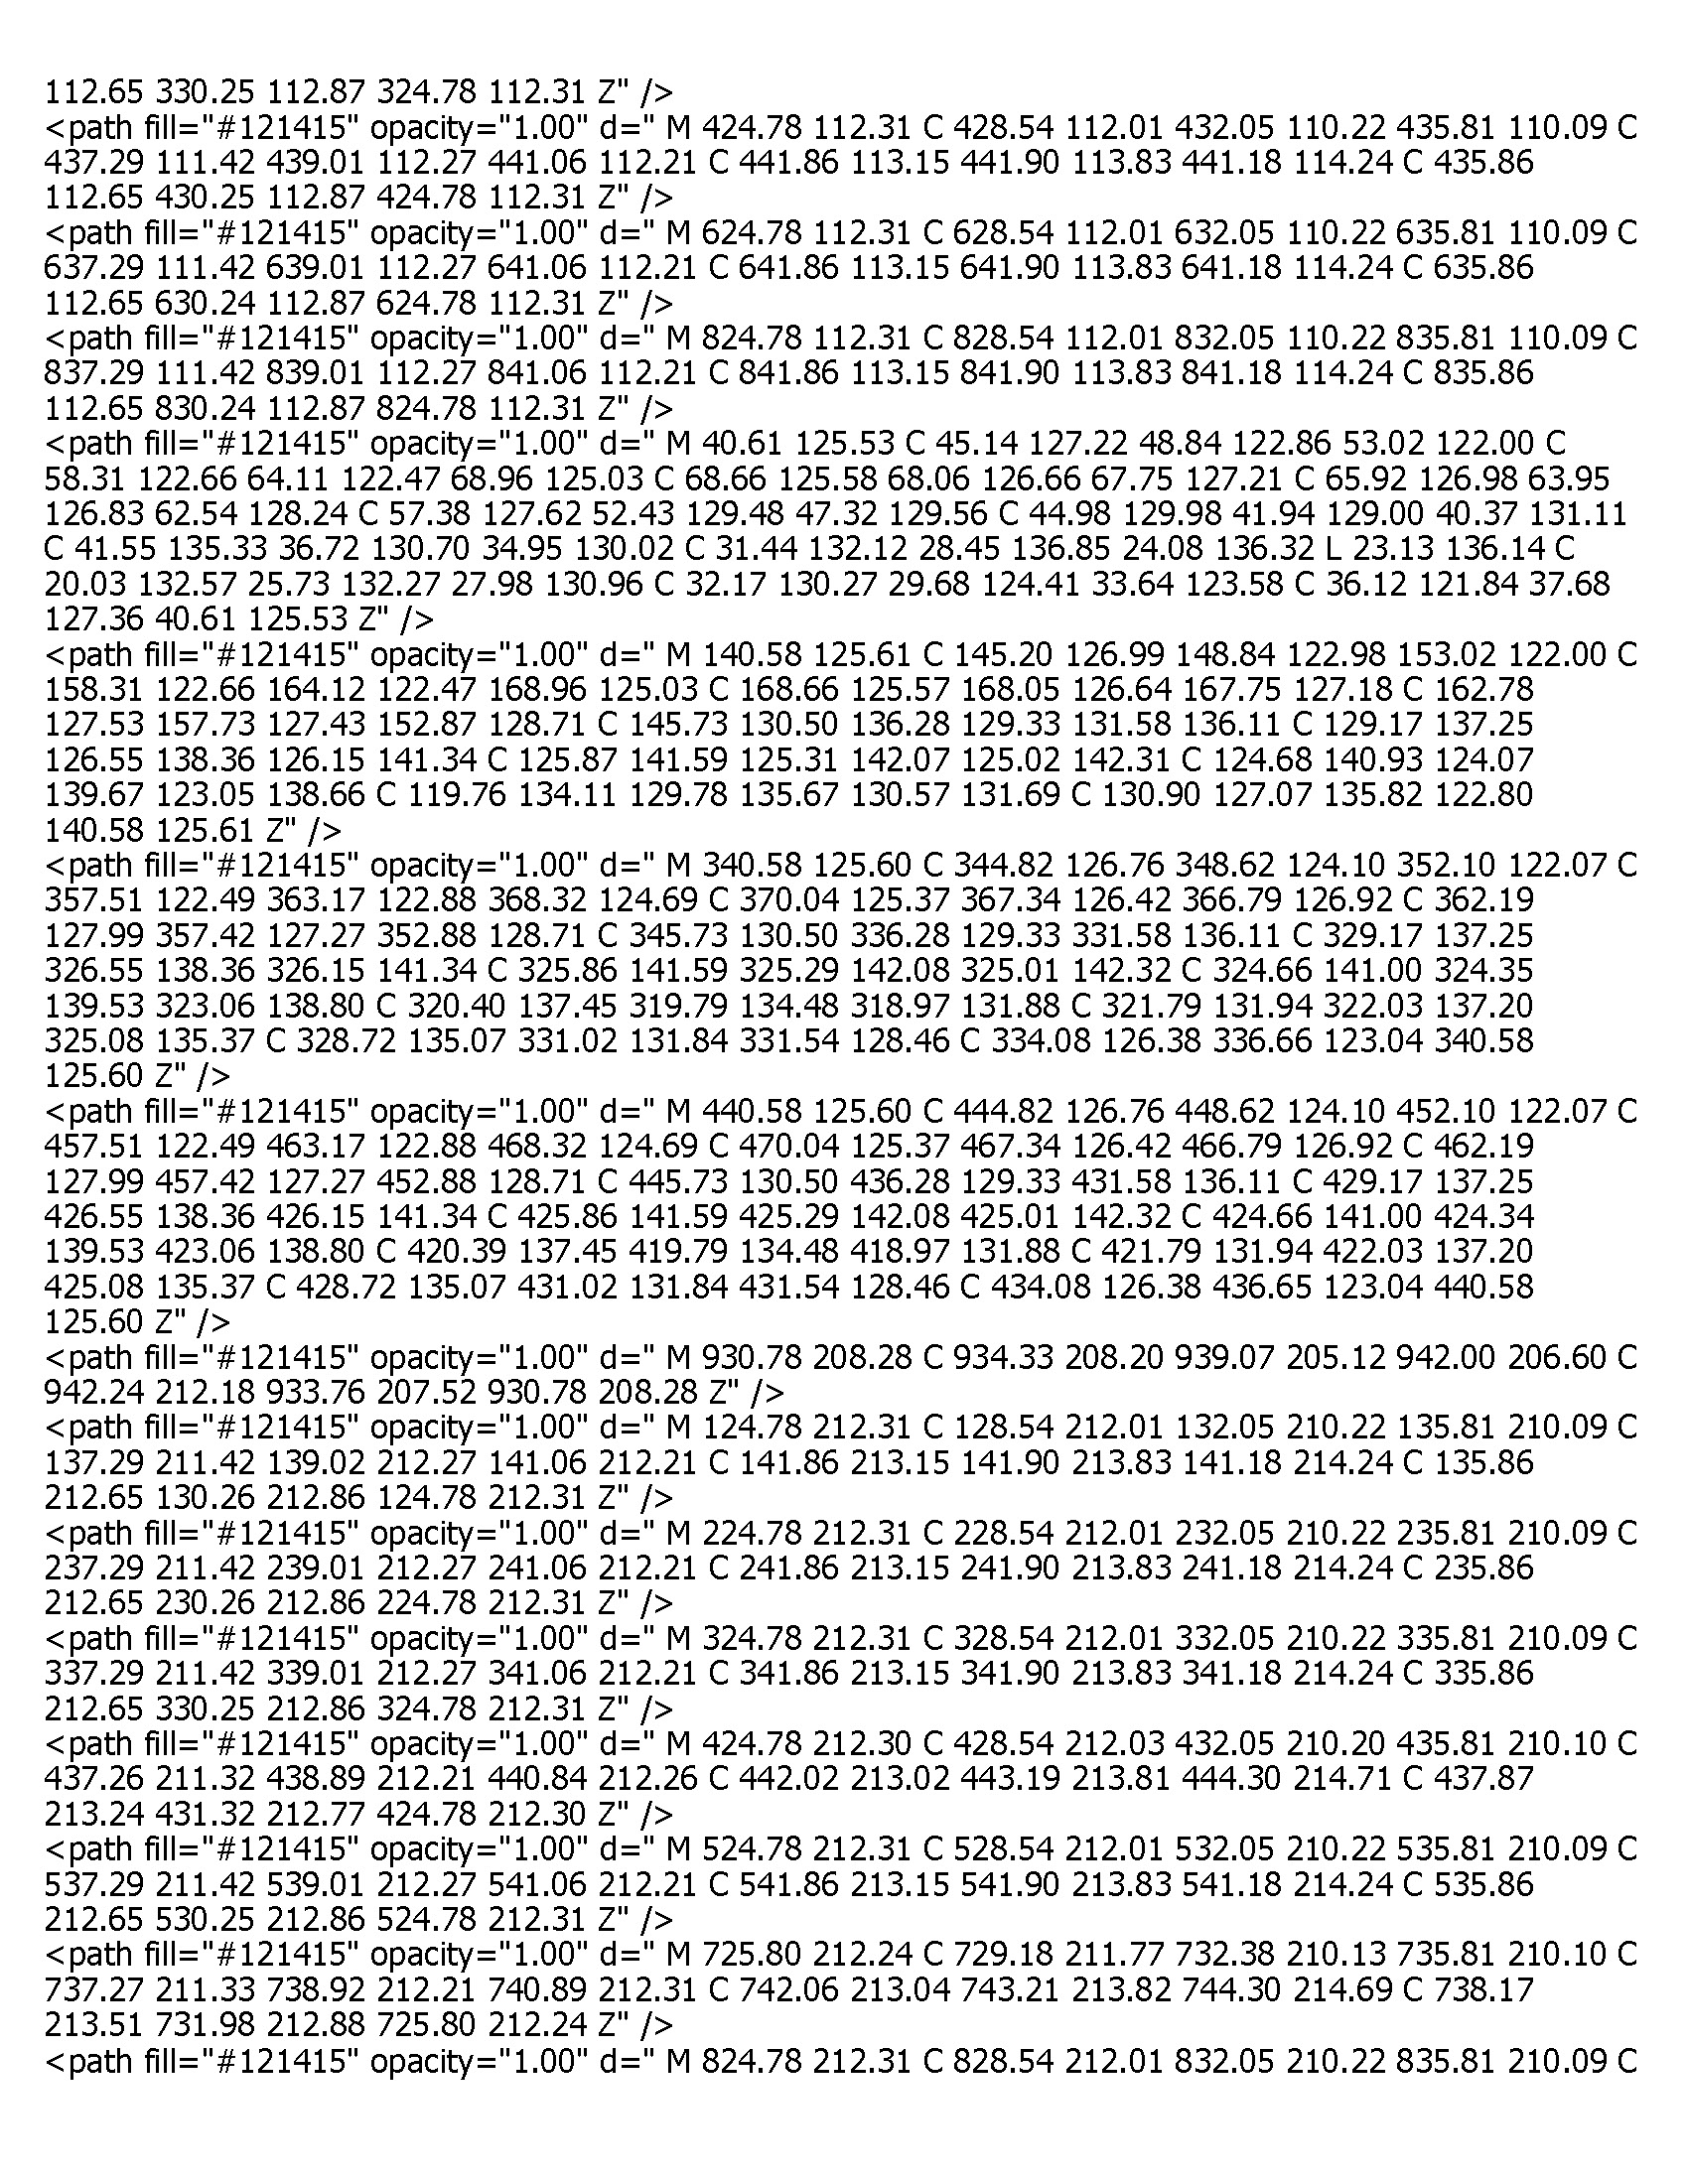 112.65 330.25 112.87 324.78 112.31 Z" />
<path fill="#121415" opacity="1.00" d=" M 424.78 112.31 C 428.54 112.01 432.05 110.22 435.81 110.09 C
437.29 111.42 439.01 112.27 441.06 112.21 C 441.86 113.15 441.90 113.83 441.18 114.24 C 435.86
112.65 430.25 112.87 424.78 112.31 Z" />
<path fill="#121415" opacity="1.00" d=" M 624.78 112.31 C 628.54 112.01 632.05 110.22 635.81 110.09 C
637.29 111.42 639.01 112.27 641.06 112.21 C 641.86 113.15 641.90 113.83 641.18 114.24 C 635.86
112.65 630.24 112.87 624.78 112.31 Z" />
<path fill="#121415" opacity="1.00" d=" M 824.78 112.31 C 828.54 112.01 832.05 110.22 835.81 110.09 C
837.29 111.42 839.01 112.27 841.06 112.21 C 841.86 113.15 841.90 113.83 841.18 114.24 C 835.86
112.65 830.24 112.87 824.78 112.31 Z" />
<path fill="#121415" opacity="1.00" d=" M 40.61 125.53 C 45.14 127.22 48.84 122.86 53.02 122.00 C
58.31 122.66 64.11 122.47 68.96 125.03 C 68.66 125.58 68.06 126.66 67.75 127.21 C 65.92 126.98 63.95
126.83 62.54 128.24 C 57.38 127.62 52.43 129.48 47.32 129.56 C 44.98 129.98 41.94 129.00 40.37 131.11
C 41.55 135.33 36.72 130.70 34.95 130.02 C 31.44 132.12 28.45 136.85 24.08 136.32 L 23.13 136.14 C
20.03 132.57 25.73 132.27 27.98 130.96 C 32.17 130.27 29.68 124.41 33.64 123.58 C 36.12 121.84 37.68
127.36 40.61 125.53 Z" />
<path fill="#121415" opacity="1.00" d=" M 140.58 125.61 C 145.20 126.99 148.84 122.98 153.02 122.00 C
158.31 122.66 164.12 122.47 168.96 125.03 C 168.66 125.57 168.05 126.64 167.75 127.18 C 162.78
127.53 157.73 127.43 152.87 128.71 C 145.73 130.50 136.28 129.33 131.58 136.11 C 129.17 137.25
126.55 138.36 126.15 141.34 C 125.87 141.59 125.31 142.07 125.02 142.31 C 124.68 140.93 124.07
139.67 123.05 138.66 C 119.76 134.11 129.78 135.67 130.57 131.69 C 130.90 127.07 135.82 122.80
140.58 125.61 Z" />
<path fill="#121415" opacity="1.00" d=" M 340.58 125.60 C 344.82 126.76 348.62 124.10 352.10 122.07 C
357.51 122.49 363.17 122.88 368.32 124.69 C 370.04 125.37 367.34 126.42 366.79 126.92 C 362.19
127.99 357.42 127.27 352.88 128.71 C 345.73 130.50 336.28 129.33 331.58 136.11 C 329.17 137.25
326.55 138.36 326.15 141.34 C 325.86 141.59 325.29 142.08 325.01 142.32 C 324.66 141.00 324.35
139.53 323.06 138.80 C 320.40 137.45 319.79 134.48 318.97 131.88 C 321.79 131.94 322.03 137.20
325.08 135.37 C 328.72 135.07 331.02 131.84 331.54 128.46 C 334.08 126.38 336.66 123.04 340.58
125.60 Z" />
<path fill="#121415" opacity="1.00" d=" M 440.58 125.60 C 444.82 126.76 448.62 124.10 452.10 122.07 C
457.51 122.49 463.17 122.88 468.32 124.69 C 470.04 125.37 467.34 126.42 466.79 126.92 C 462.19
127.99 457.42 127.27 452.88 128.71 C 445.73 130.50 436.28 129.33 431.58 136.11 C 429.17 137.25
426.55 138.36 426.15 141.34 C 425.86 141.59 425.29 142.08 425.01 142.32 C 424.66 141.00 424.34
139.53 423.06 138.80 C 420.39 137.45 419.79 134.48 418.97 131.88 C 421.79 131.94 422.03 137.20
425.08 135.37 C 428.72 135.07 431.02 131.84 431.54 128.46 C 434.08 126.38 436.65 123.04 440.58
125.60 Z" />
<path fill="#121415" opacity="1.00" d=" M 930.78 208.28 C 934.33 208.20 939.07 205.12 942.00 206.60 C
942.24 212.18 933.76 207.52 930.78 208.28 Z" />
<path fill="#121415" opacity="1.00" d=" M 124.78 212.31 C 128.54 212.01 132.05 210.22 135.81 210.09 C
137.29 211.42 139.02 212.27 141.06 212.21 C 141.86 213.15 141.90 213.83 141.18 214.24 C 135.86
212.65 130.26 212.86 124.78 212.31 Z" />
<path fill="#121415" opacity="1.00" d=" M 224.78 212.31 C 228.54 212.01 232.05 210.22 235.81 210.09 C
237.29 211.42 239.01 212.27 241.06 212.21 C 241.86 213.15 241.90 213.83 241.18 214.24 C 235.86
212.65 230.26 212.86 224.78 212.31 Z" />
<path fill="#121415" opacity="1.00" d=" M 324.78 212.31 C 328.54 212.01 332.05 210.22 335.81 210.09 C
337.29 211.42 339.01 212.27 341.06 212.21 C 341.86 213.15 341.90 213.83 341.18 214.24 C 335.86
212.65 330.25 212.86 324.78 212.31 Z" />
<path fill="#121415" opacity="1.00" d=" M 424.78 212.30 C 428.54 212.03 432.05 210.20 435.81 210.10 C
437.26 211.32 438.89 212.21 440.84 212.26 C 442.02 213.02 443.19 213.81 444.30 214.71 C 437.87
213.24 431.32 212.77 424.78 212.30 Z" />
<path fill="#121415" opacity="1.00" d=" M 524.78 212.31 C 528.54 212.01 532.05 210.22 535.81 210.09 C
537.29 211.42 539.01 212.27 541.06 212.21 C 541.86 213.15 541.90 213.83 541.18 214.24 C 535.86
212.65 530.25 212.86 524.78 212.31 Z" />
<path fill="#121415" opacity="1.00" d=" M 725.80 212.24 C 729.18 211.77 732.38 210.13 735.81 210.10 C
737.27 211.33 738.92 212.21 740.89 212.31 C 742.06 213.04 743.21 213.82 744.30 214.69 C 738.17
213.51 731.98 212.88 725.80 212.24 Z" />
<path fill="#121415" opacity="1.00" d=" M 824.78 212.31 C 828.54 212.01 832.05 210.22 835.81 210.09 C